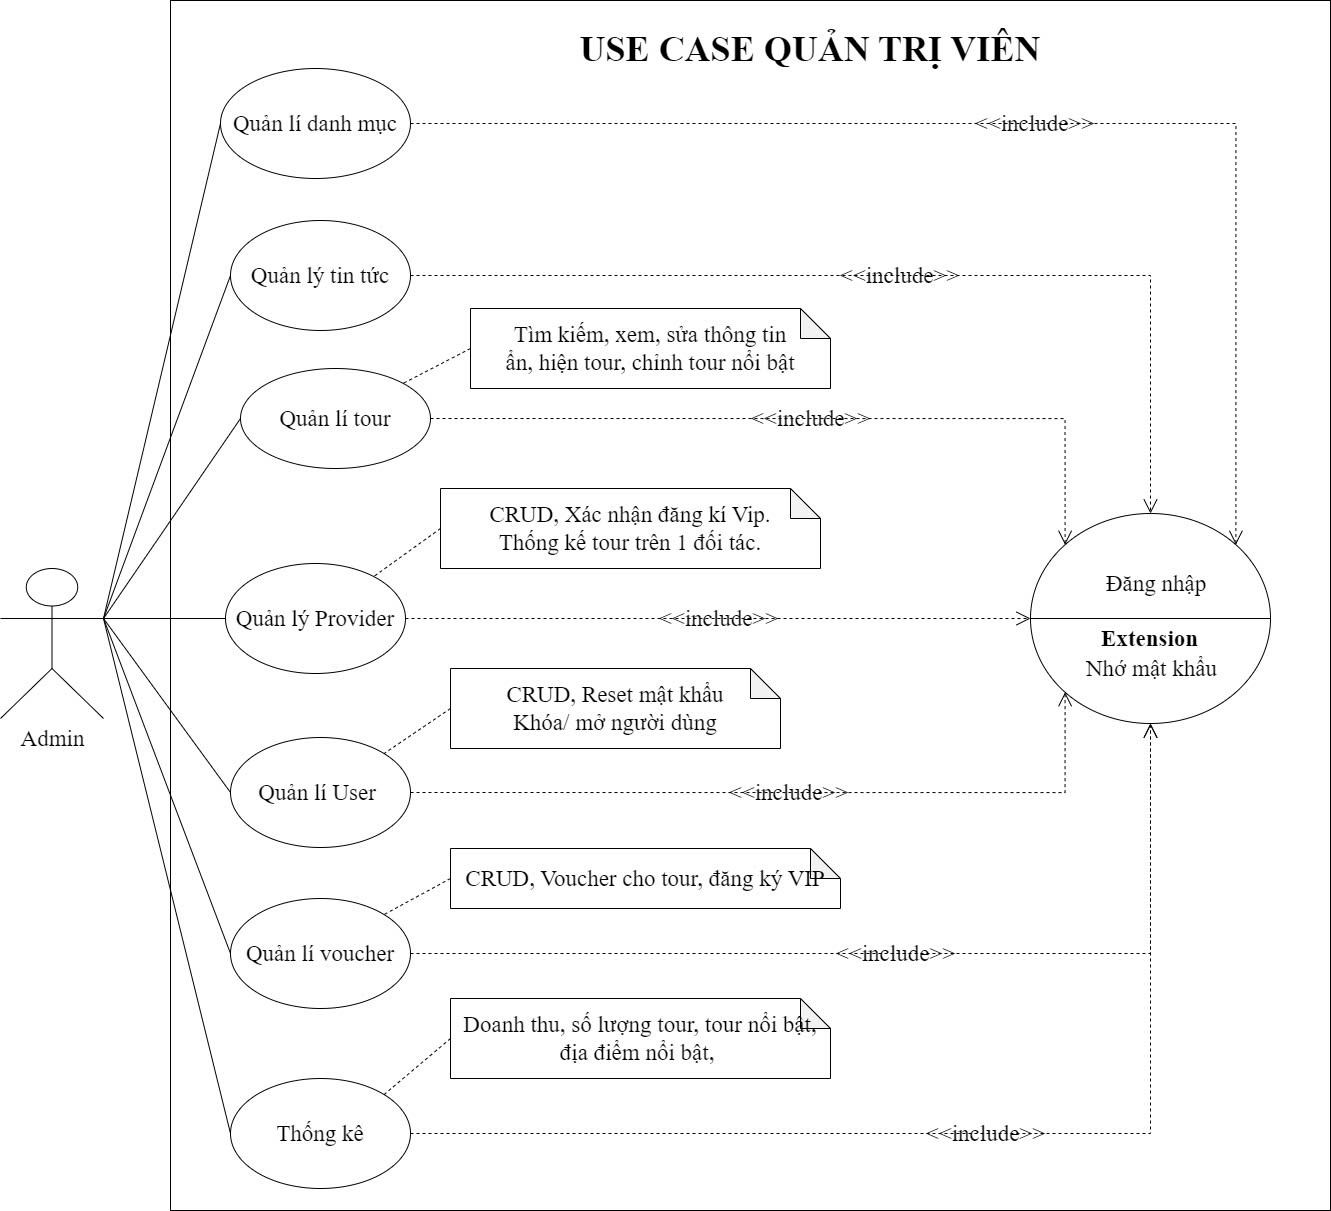 USE CASE QUẢN TRỊ VIÊN
Quản lí danh mục
<<include>>
Quản lý tin tức
<<include>>
Tìm kiếm, xem, sửa thông tin
ẩn, hiện tour, chỉnh tour nổi bật
Quản lí tour
<<include>>
CRUD, Xác nhận đăng kí Vip.
Thống kế tour trên 1 đối tác.
Đăng nhập
Quản lý Provider
<<include>>
Extension
Nhớ mật khẩu
CRUD, Reset mật khẩu
Khóa/ mở người dùng
Admin
Quản lí User
<<include>>
CRUD, Voucher cho tour, đăng ký VIP
Quản lí voucher
<<include>>
Doanh thu, số lượng tour, tour nổi bật,
địa điểm nổi bật,
Thống kê
<<include>>